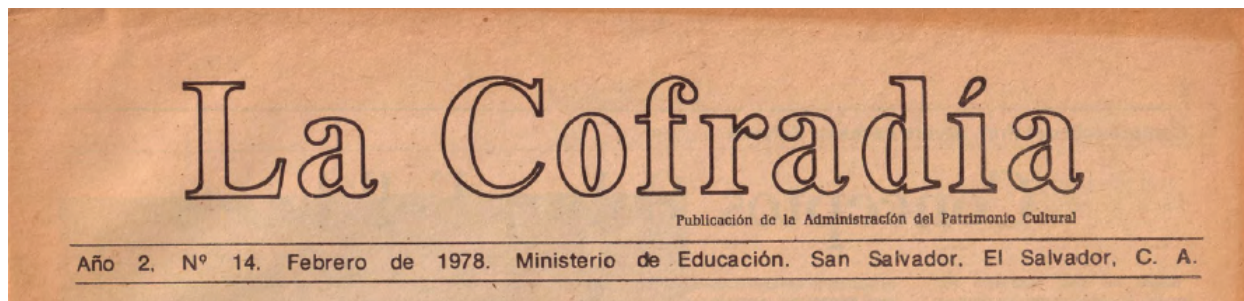 La Cofradía
Publicación de la Administración del Patrimonio Cultural
Año 2, Nº 14. Febrero de 1978. Ministerio de Educación. San Salvador. El Salvador, C. A.